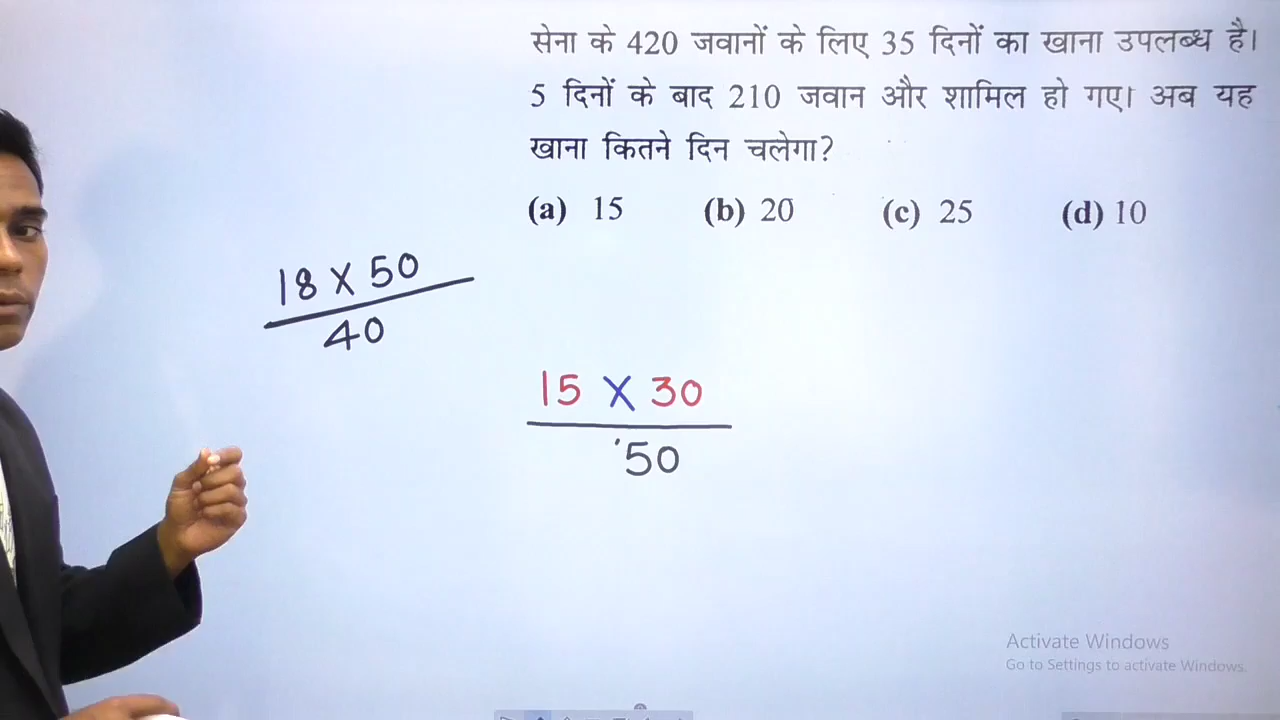 सेना के 420 जवानों के लिए 35 दिनों का खाना उपलब्ध है।
5 दिनों के बाद 210 जवान और शामिल हो गए। अब यह
खाना कितने दिन चलेगा?
(a) 15 (b) 20 (c) 25 (d) 10
18 X 50
40
15 X 30
50
Activate Windows
Go to Settings to activate Windows.